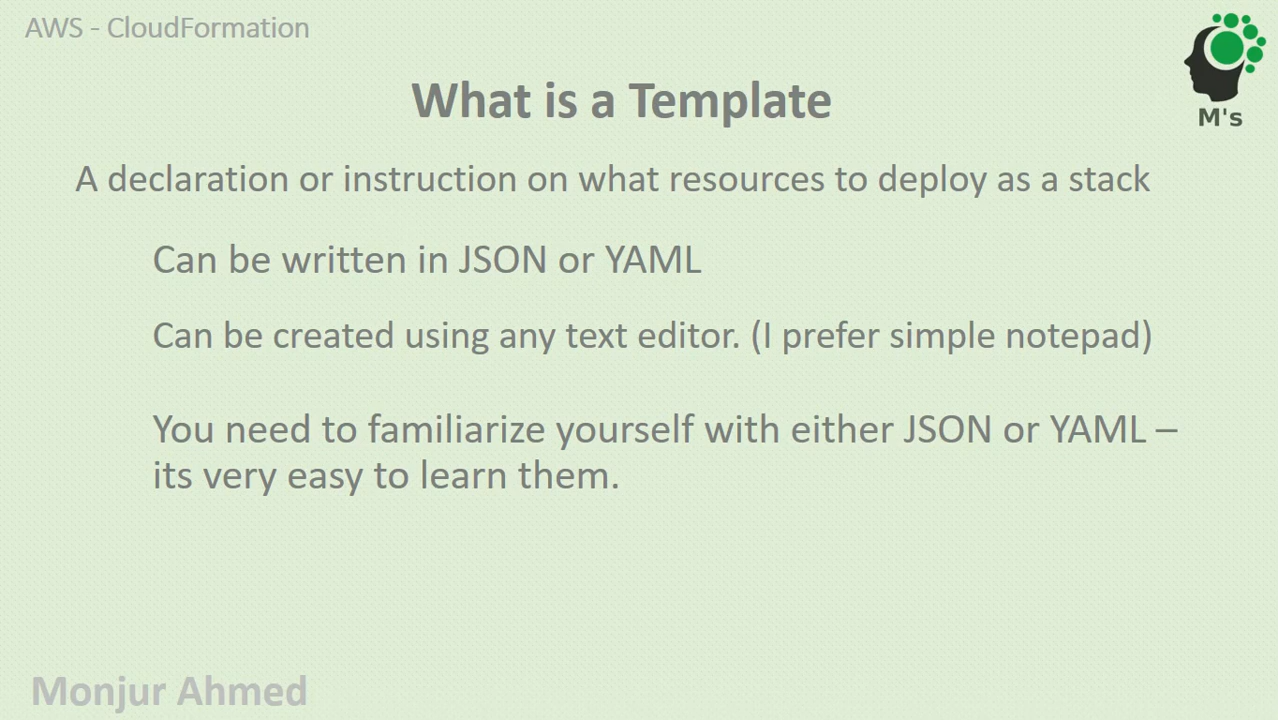 AWS - CloudFormation
M's
What is a Template
A declaration or instruction on what resources to deploy as a stack
Can be written in JSON or YAML
Can be created using any text editor. (I prefer simple notepad)
You need to familiarize yourself with either JSON or YAML –
its very easy to learn them.
Monjur Ahmed